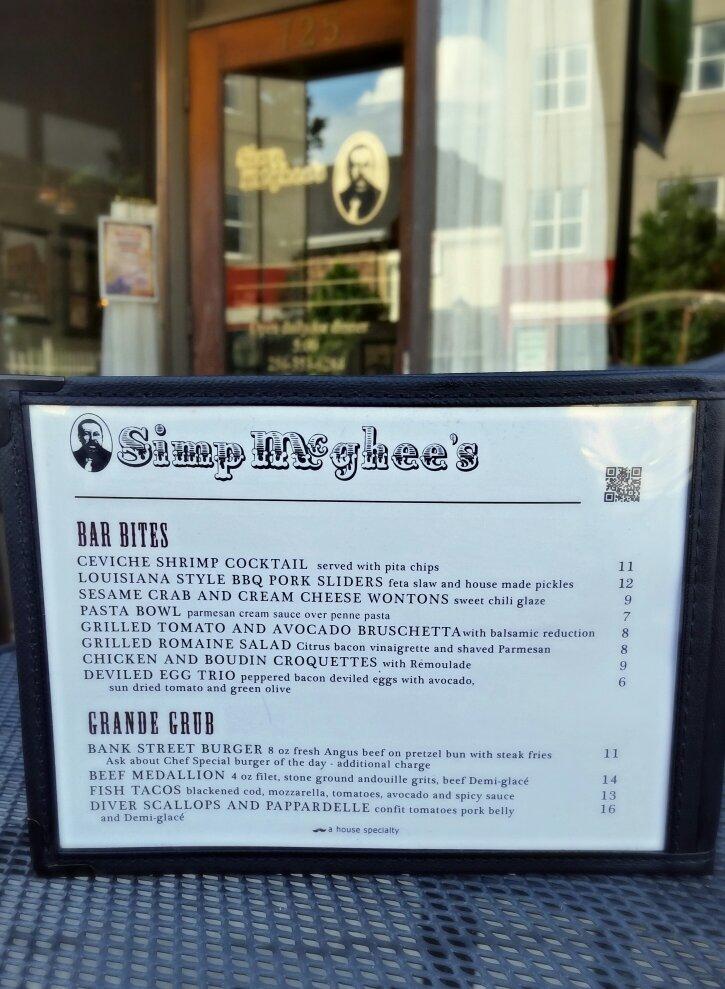 725
Simp
McGhee's
Simp McGhee's
BAR BITES
CEVICHE SHRIMP COCKTAIL served with pita chips 11
LOUISIANA STYLE BBQ PORK SLIDERS feta slaw and house made pickles 12
SESAME CRAB AND CREAM CHEESE WONTONS sweet chili glaze 9
PASTA BOWL parmesan cream sauce over penne pasta 7
GRILLED TOMATO AND AVOCADO BRUSCHETTA with balsamic reduction 8
GRILLED ROMAINE SALAD Citrus bacon vinaigrette and shaved Parmesan 8
CHICKEN AND BOUDIN CROQUETTES with Rémoulade 9
DEVILED EGG TRIO peppered bacon deviled eggs with avocado, 6
sun dried tomato and green olive
GRANDE GRUB
BANK STREET BURGER 8 oz fresh Angus beef on pretzel bun with steak fries 11
Ask about Chef Special burger of the day - additional charge
BEEF MEDALLION 4 oz filet, stone ground andouille grits, beef Demi-glacé 14
FISH TACOS blackened cod, mozzarella, tomatoes, avocado and spicy sauce 13
DIVER SCALLOPS AND PAPPARDELLE confit tomatoes pork belly 16
and Demi-glacé
a house specialty